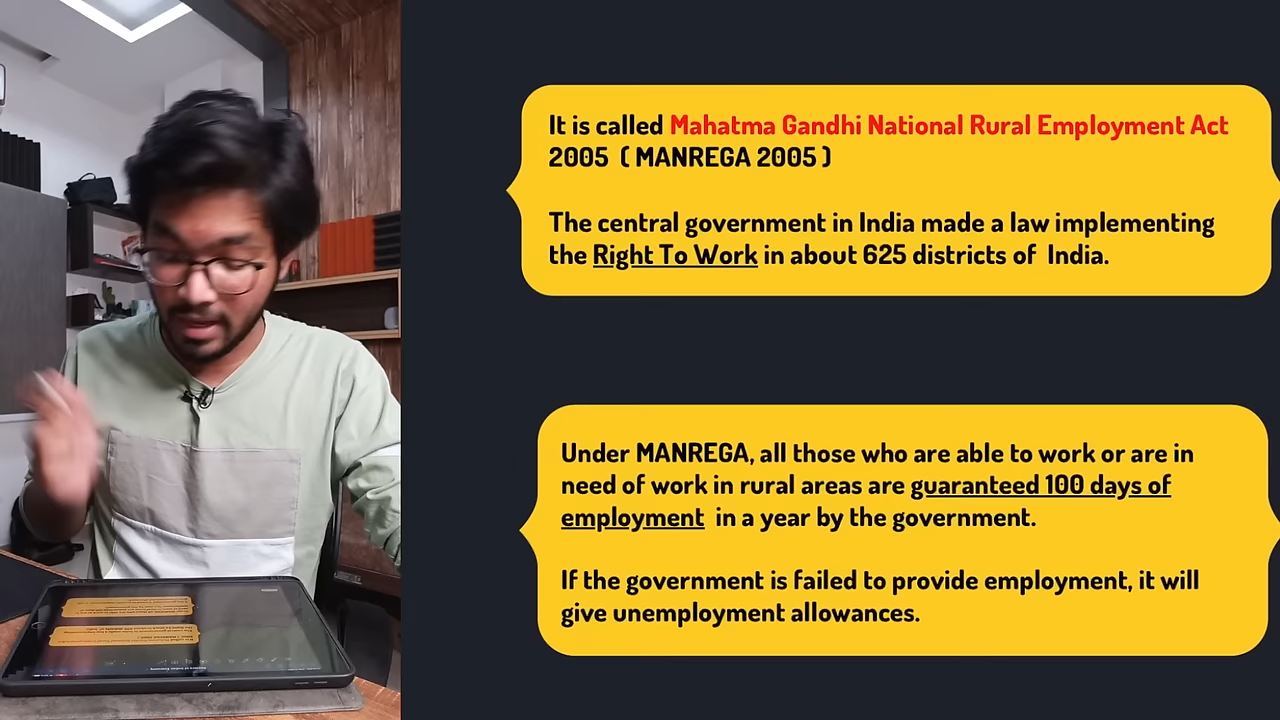 It is called Mahatma Gandhi National Rural Employment Act
2005 ( MANREGA 2005 )
The central government in India made a law implementing
the Right To Work in about 625 districts of India.
Under MANREGA, all those who are able to work or are in
need of work in rural areas are guaranteed 100 days of
employment in a year by the government.
If the government is failed to provide employment, it will
give unemployment allowances.